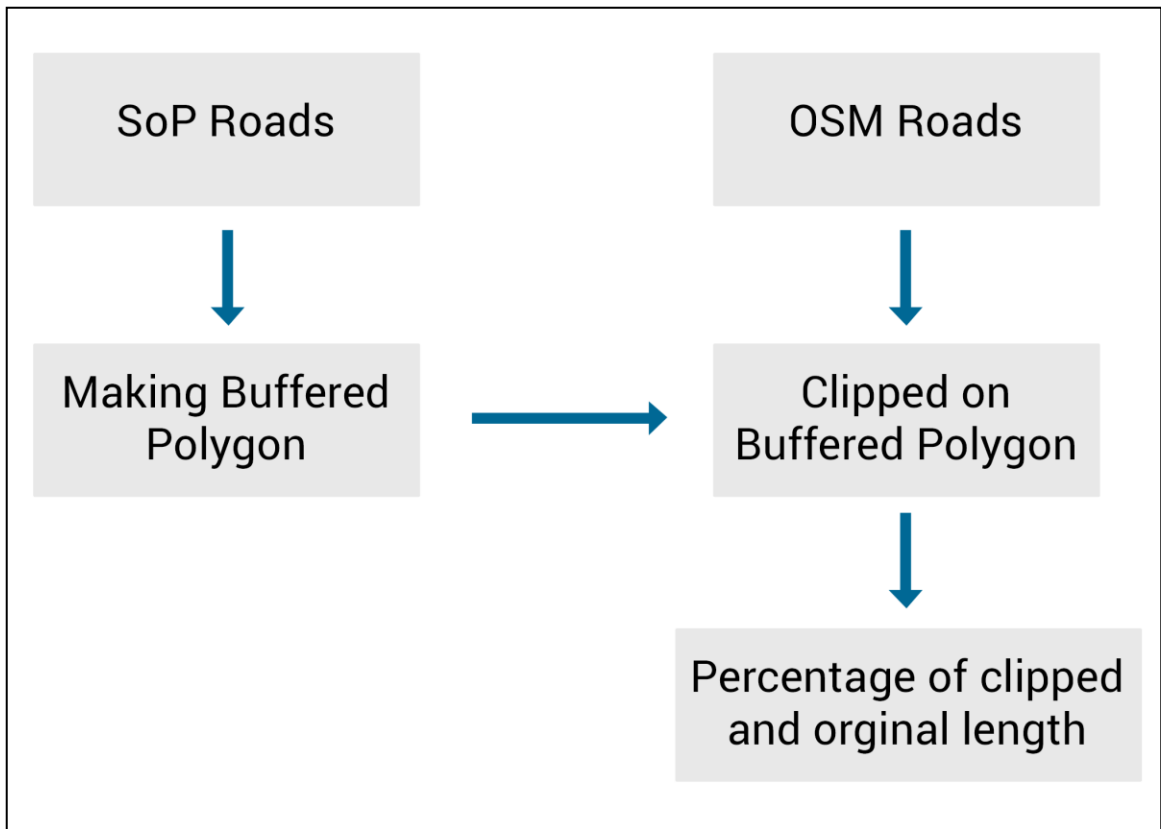 SoP Roads
OSM Roads
Making Buffered
Polygon
Clipped on
Buffered Polygon
Percentage of clipped
and orginal length